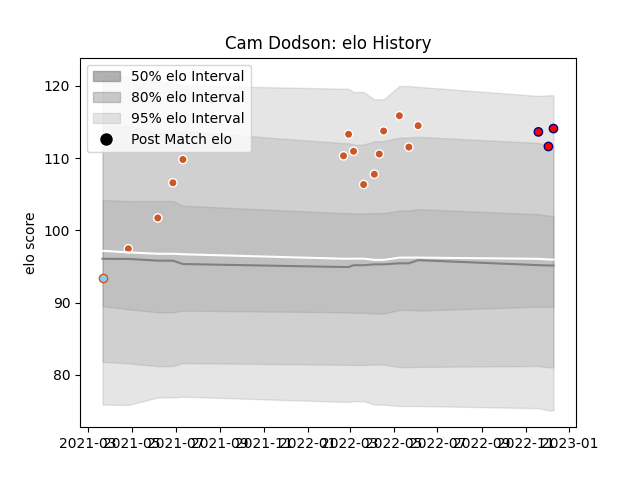 Cam Dodson: elo History
50% elo Interval
80% elo Interval
95% elo Interval
Post Match elo
elo score
120
110
100
90
80
2021-03 2021-05 2021-07 2021-09 2021-11 2022-01 2022-03 2022-05 2022-07 2022-09 2022-11 2023-01